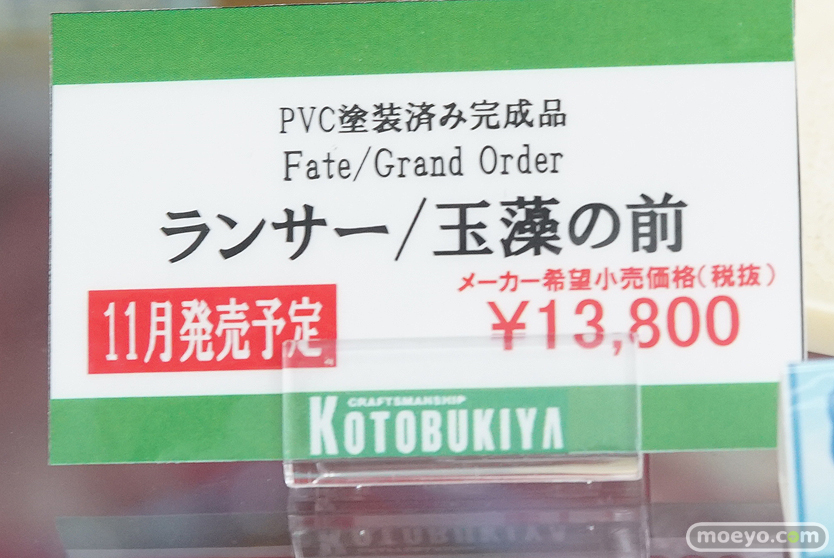 PVC塗装済み完成品
Fate/Grand Order
ランサー/玉藻の前
メーカー希望小売価格(税抜)
11月発売予定
¥13,800
CRAFTSMANSHIP
KOTOBUKIYA
KOTOBUKIYA
moeyo.com